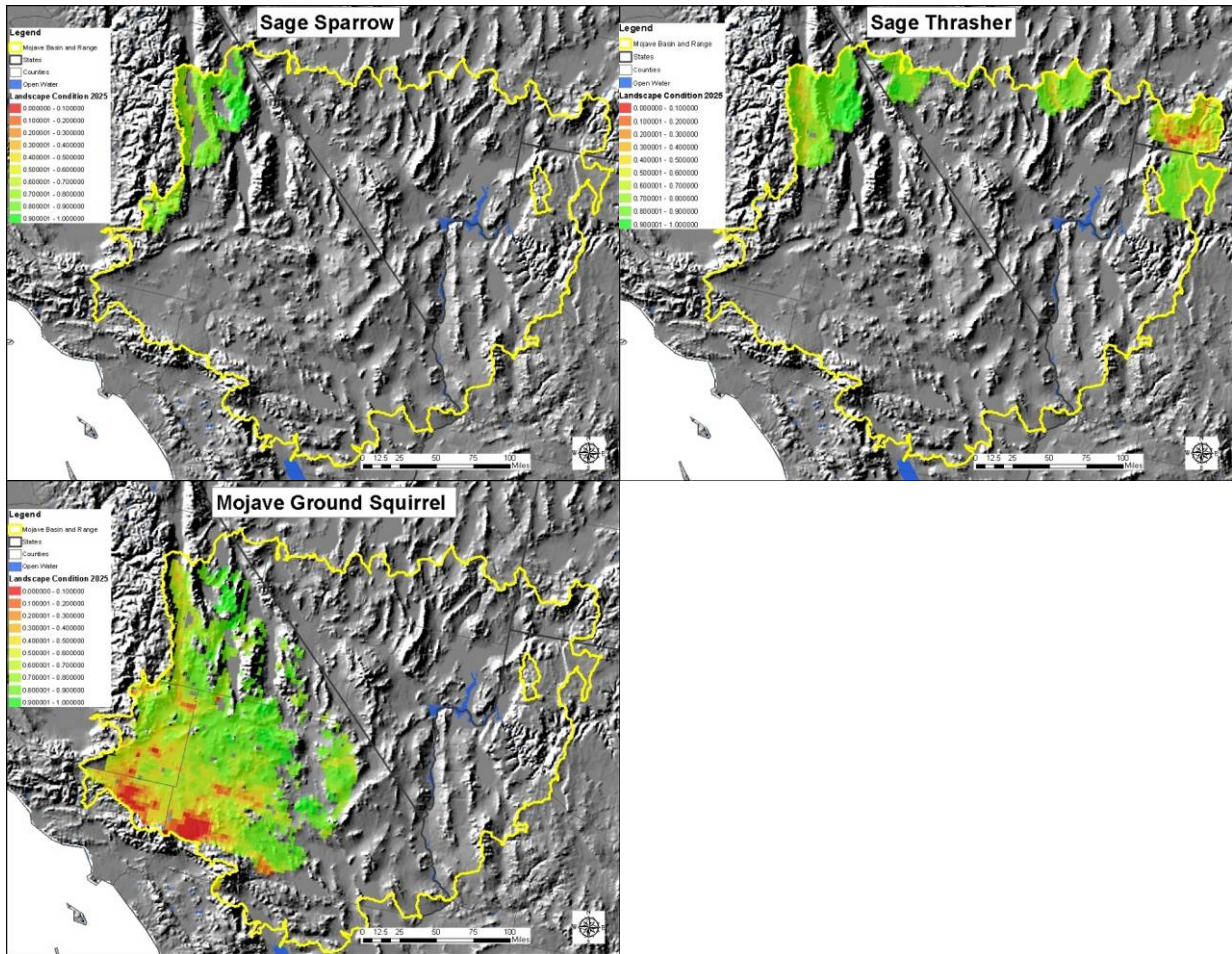 Sage Sparrow
Legend
Mojave Basin and Range
States
Counties
Open Water
Landscape Condition 2025
0.000000 - 0.100000
0.100001 - 0.200000
0.200001 - 0.300000
0.300001 - 0.400000
0.400001 - 0.500000
0.500001 - 0.600000
0.600001 - 0.700000
0.700001 - 0.800000
0.800001 - 0.900000
0.900001 - 1.000000
0 12.5 25 50 75 100
Miles
N
W E
S
Sage Thrasher
Legend
Mojave Basin and Range
States
Counties
Open Water
Landscape Condition 2025
0.000000 - 0.100000
0.100001 - 0.200000
0.200001 - 0.300000
0.300001 - 0.400000
0.400001 - 0.500000
0.500001 - 0.600000
0.600001 - 0.700000
0.700001 - 0.800000
0.800001 - 0.900000
0.900001 - 1.000000
0 12.5 25 50 75 100
Miles
N
W E
S
Mojave Ground Squirrel
Legend
Mojave Basin and Range
States
Counties
Open Water
Landscape Condition 2025
0.000000 - 0.100000
0.100001 - 0.200000
0.200001 - 0.300000
0.300001 - 0.400000
0.400001 - 0.500000
0.500001 - 0.600000
0.600001 - 0.700000
0.700001 - 0.800000
0.800001 - 0.900000
0.900001 - 1.000000
0 12.5 25 50 75 100
Miles
N
W E
S